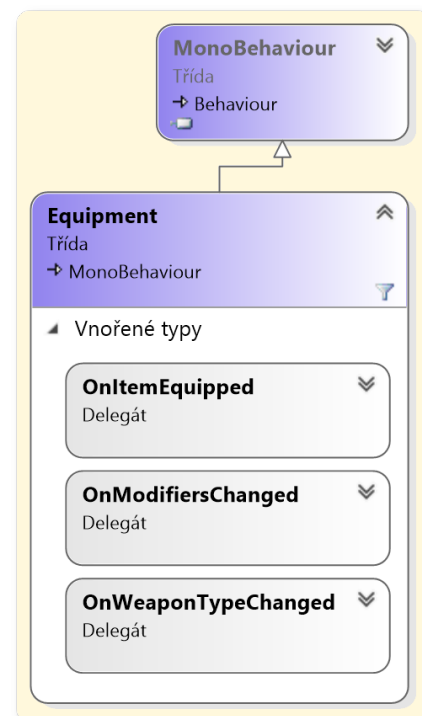 MonoBehaviour
Třída
Behaviour
Equipment
Třída
MonoBehaviour
Vnořené typy
OnItemEquipped
Delegát
OnModifiersChanged
Delegát
OnWeaponTypeChanged
Delegát